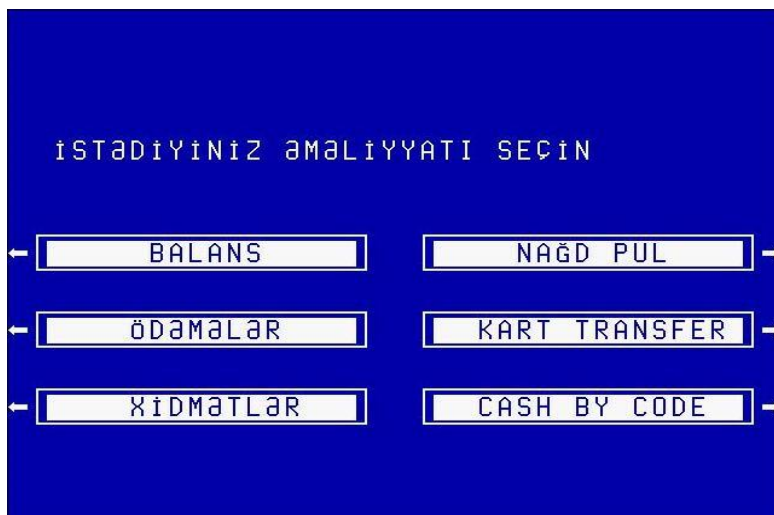 İSTƏDİYİNİZ ƏMƏLİYYATI SEÇİN
BALANS
NAĞD PUL
ÖDƏMƏLƏR
KART TRANSFER
XİDMƏTLƏR
CASH BY CODE